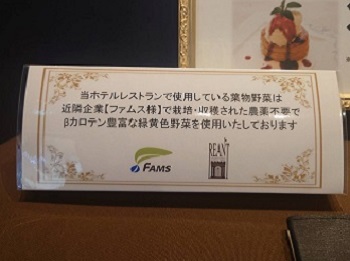 当ホテルレストランで使用している葉物野菜は
近隣企業【ファムス様】で栽培・収穫された農薬不要で
βカロテン豊富な緑黄色野菜を使用いたしております
FAMS
REANT